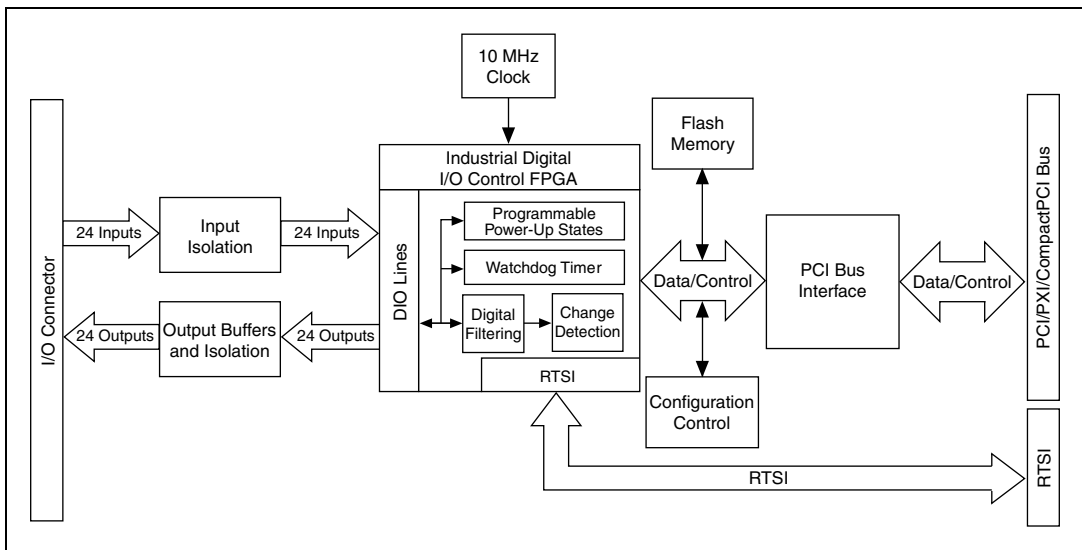 10 MHz
Clock
Flash
Memory
Industrial Digital
I/O Control FPGA
I/O Connector
24 Inputs
Input
Isolation
24 Inputs
DIO Lines
Programmable
Power-Up States
Watchdog Timer
Digital
Filtering
Change
Detection
RTSI
Data/Control
PCI Bus
Interface
Data/Control
PCI/PXI/CompactPCI Bus
24 Outputs
Output Buffers
and Isolation
24 Outputs
Configuration
Control
RTSI
RTSI